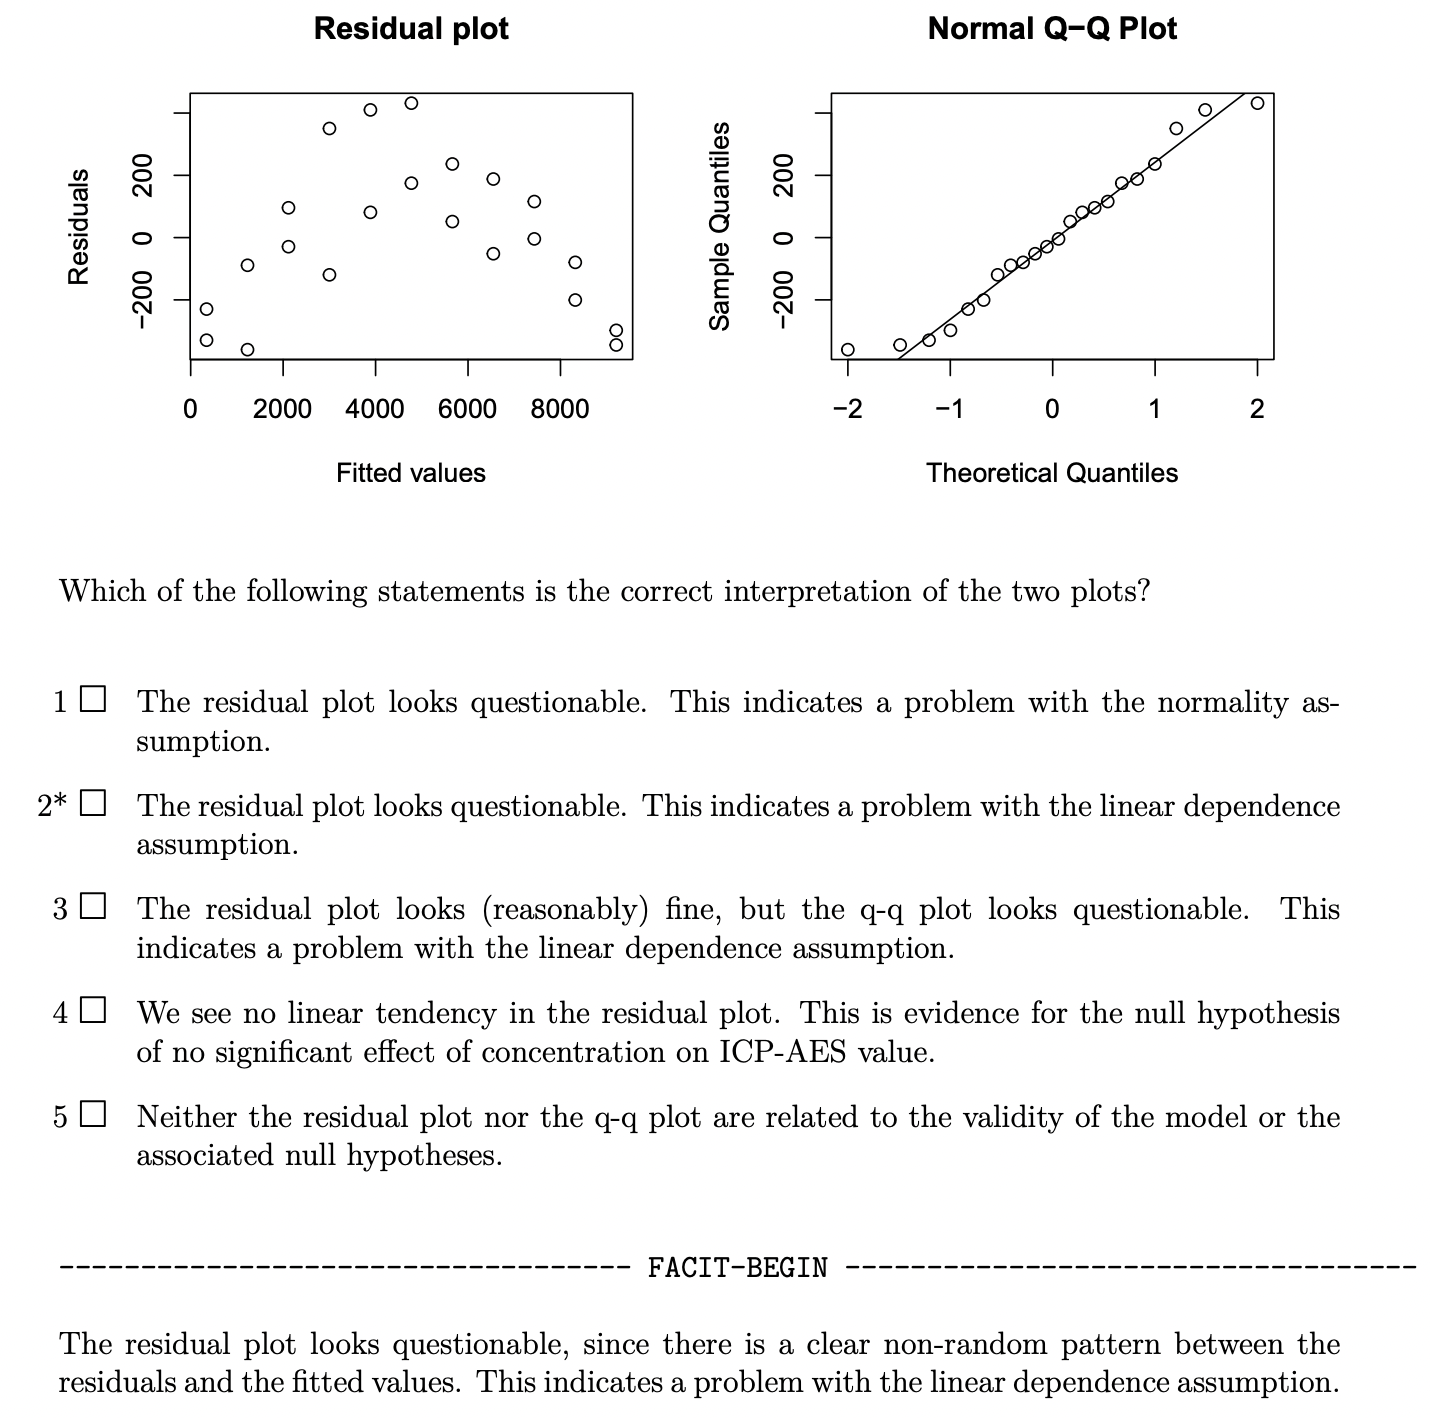 Residual plot
Normal Q−Q Plot
Residuals
−200 0 200
0 2000 4000 6000 8000
Fitted values
Sample Quantiles
−200 0 200
−2 −1 0 1 2
Theoretical Quantiles
Which of the following statements is the correct interpretation of the two plots?
1 □ The residual plot looks questionable. This indicates a problem with the normality as-
sumption.
2* □ The residual plot looks questionable. This indicates a problem with the linear dependence
assumption.
3 □ The residual plot looks (reasonably) fine, but the q-q plot looks questionable. This
indicates a problem with the linear dependence assumption.
4 □ We see no linear tendency in the residual plot. This is evidence for the null hypothesis
of no significant effect of concentration on ICP-AES value.
5 □ Neither the residual plot nor the q-q plot are related to the validity of the model or the
associated null hypotheses.
----------------------------------- FACIT-BEGIN -----------------------------------
The residual plot looks questionable, since there is a clear non-random pattern between the
residuals and the fitted values. This indicates a problem with the linear dependence assumption.